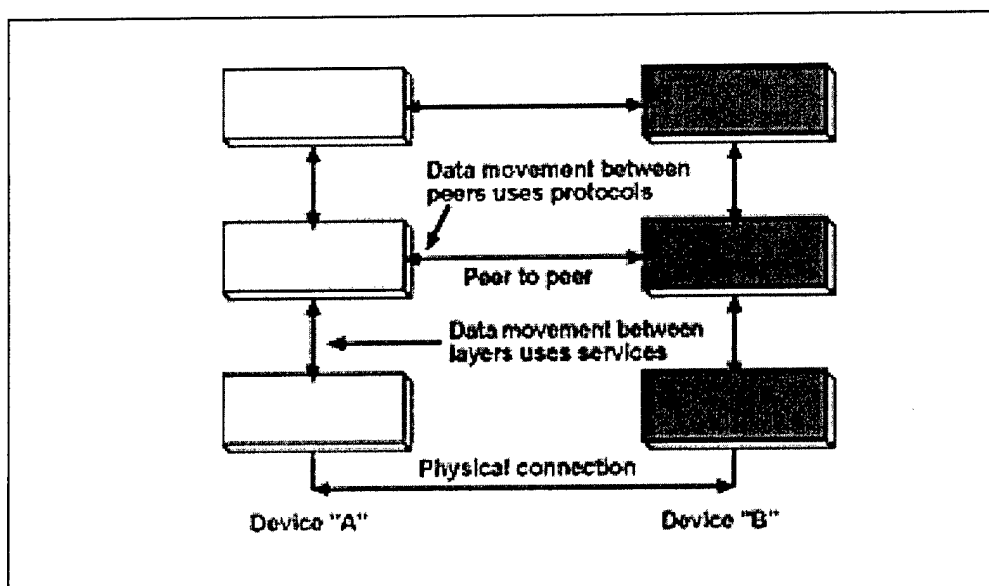 Data movement between
peers uses protocols
Peer to peer
Data movement between
layers uses services
Physical connection
Device "A"
Device "B"